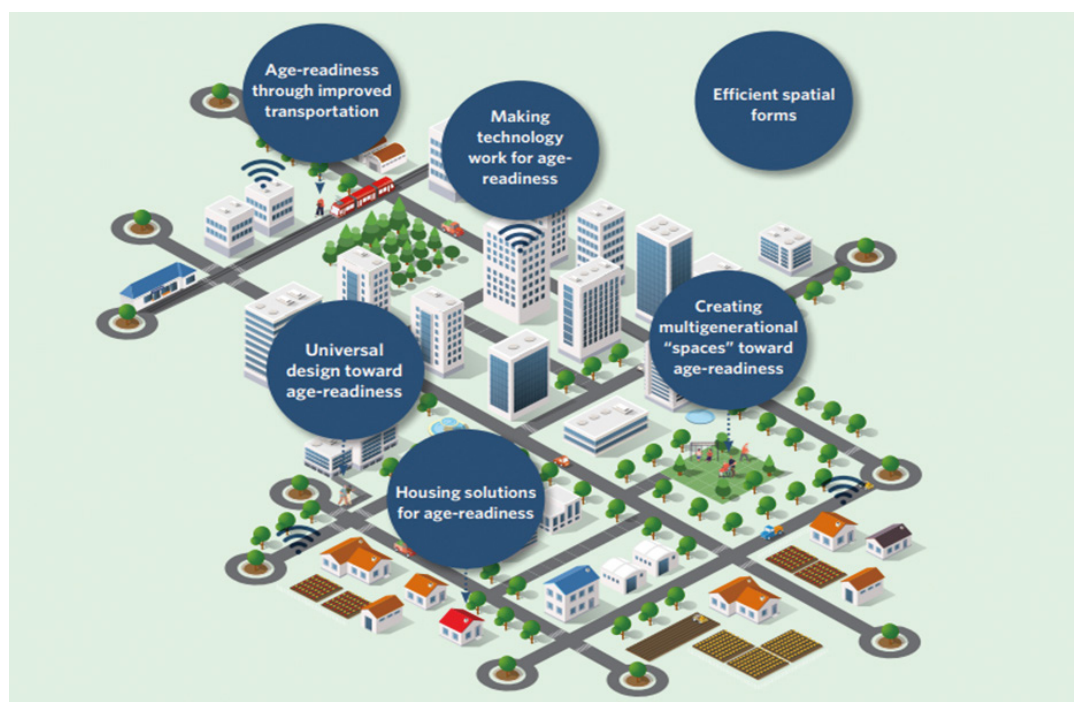 Age-readiness
through improved
transportation
Making
technology
work for age-
readiness
Efficient spatial
forms
Universal
design toward
age-readiness
Creating
multigenerational
“spaces” toward
age-readiness
Housing solutions
for age-readiness